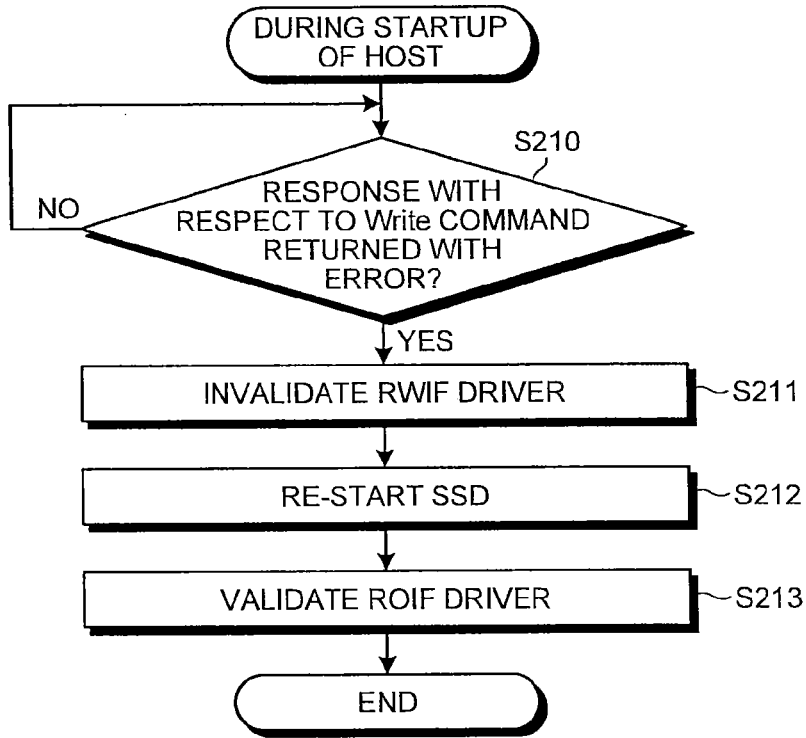 DURING STARTUP
OF HOST
S210
NO
RESPONSE WITH
RESPECT TO Write COMMAND
RETURNED WITH
ERROR?
YES
INVALIDATE RWIF DRIVER
S211
RE-START SSD
S212
VALIDATE ROIF DRIVER
S213
END